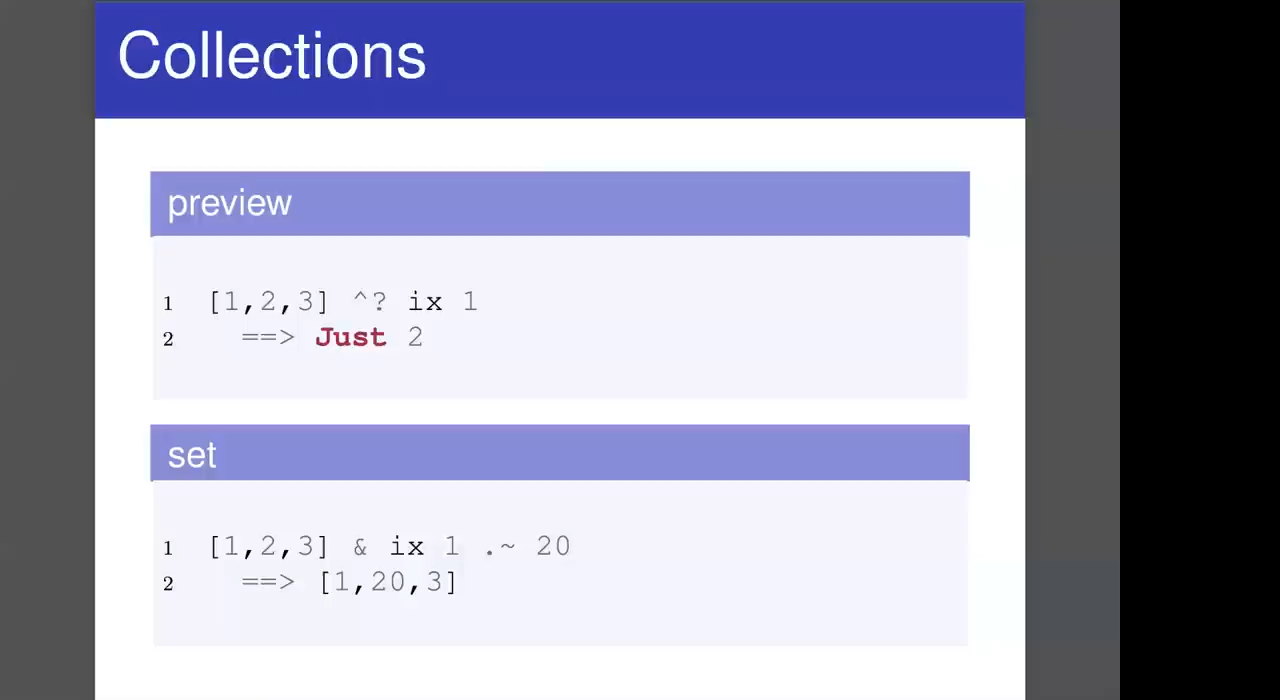 Collections
preview
1 [1,2,3] ^? ix 1
2 ==> Just 2
set
1 [1,2,3] & ix 1 .~ 20
2 ==> [1,20,3]